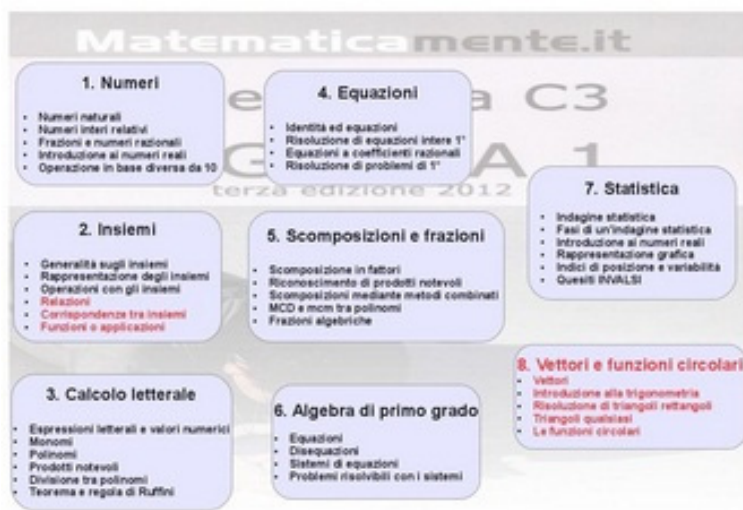 Matematicamente.it
1. Numeri
Numeri naturali
Numeri interi relativi
Frazioni e numeri razionali
Introduzione ai numeri reali
Operazione in base diversa da 10
4. Equazioni
Identità ed equazioni
Risoluzione di equazioni intere 1°
Equazioni a coefficienti razionali
Risoluzione di problemi di 1°
C3
A 1
terza edizione 2012
7. Statistica
Indagine statistica
Fasi di un'indagine statistica
Introduzione ai numeri reali
Rappresentazione grafica
Indici di posizione e variabilità
Quesiti INVALSI
2. Insiemi
Generalità sugli insiemi
Rappresentazione degli insiemi
Operazioni con gli insiemi
Relazioni
Corrispondenze tra insiemi
Funzioni o applicazioni
5. Scomposizioni e frazioni
Scomposizione in fattori
Riconoscimento di prodotti notevoli
Scomposizioni mediante metodi combinati
MCD e mcm tra polinomi
Frazioni algebriche
8. Vettori e funzioni circolari
Vettori
Introduzione alla trigonometria
Risoluzione di triangoli rettangoli
Triangoli qualsiasi
Le funzioni circolari
3. Calcolo letterale
Espressioni letterali e valori numerici
Monomi
Polinomi
Prodotti notevoli
Divisione tra polinomi
Teorema e regola di Ruffini
6. Algebra di primo grado
Equazioni
Disequazioni
Sistemi di equazioni
Problemi risolvibili con i sistemi